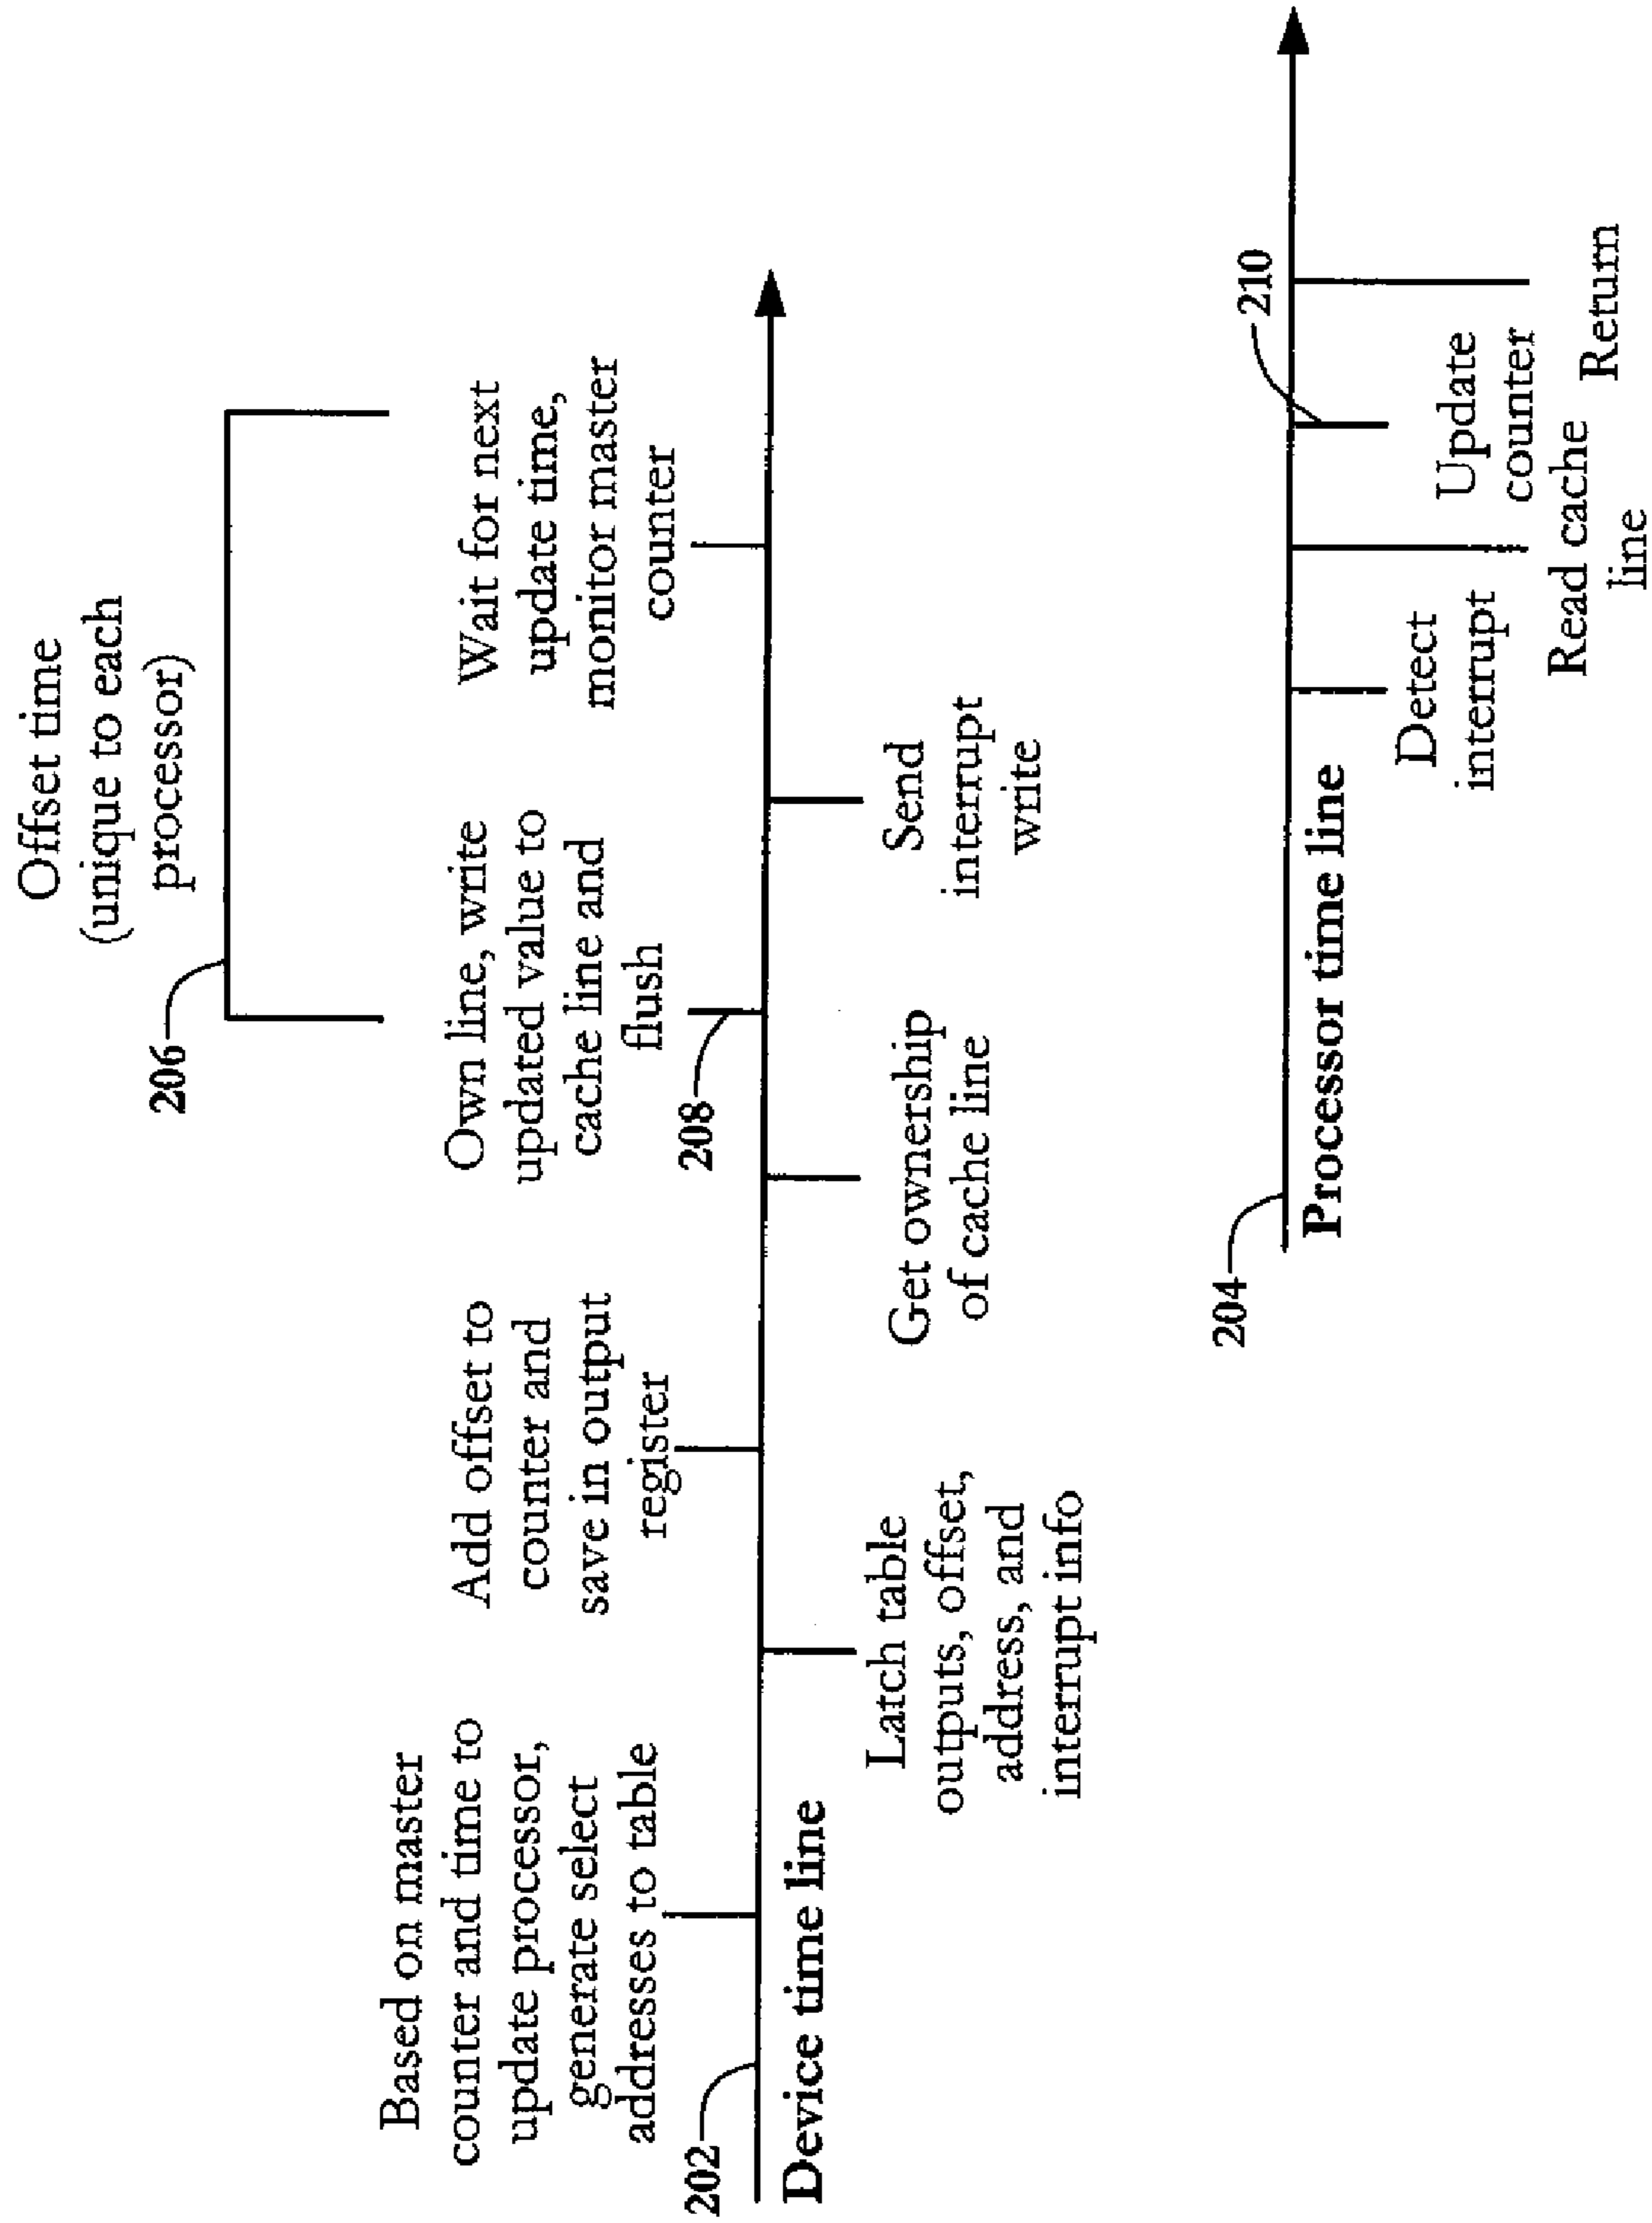 Offset time
(unique to each
processor)
206
Based on master
counter and time to
update processor,
generate select
addresses to table
Add offset to
counter and
save in output
register
Own line, write
updated value to
cache line and
flush
Wait for next
update time,
monitor master
counter
202
208
Device time line
Latch table
outputs, offset,
address, and
interrupt info
Get ownership
of cache line
Send
interrupt
write
204
210
Processor time line
Detect
interrupt
Read cache
line
Update
counter
Return